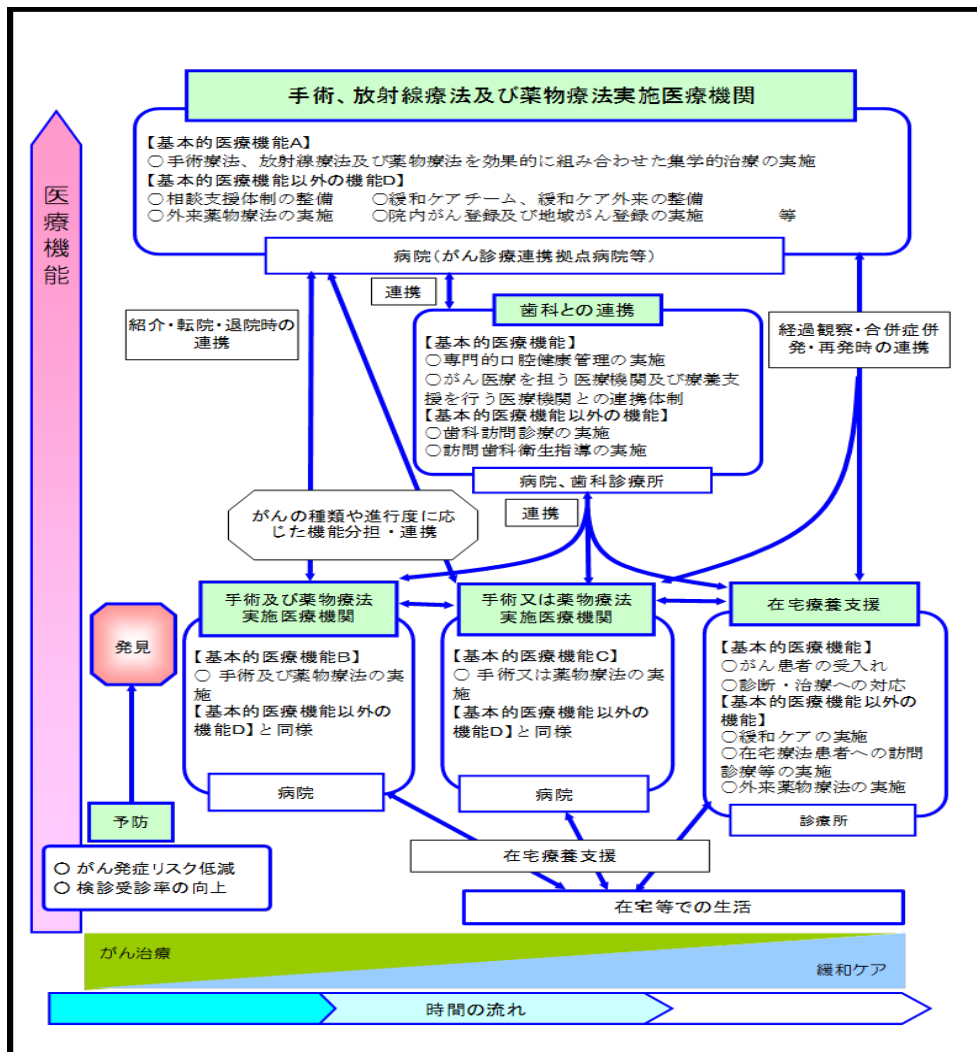 手術、放射線療法及び薬物療法実施医療機関
【基本的医療機能A】
○手術療法、放射線療法及び薬物療法を効果的に組み合わせた集学的治療の実施
【基本的医療機能以外の機能D】
○相談支援体制の整備　○緩和ケアチーム、緩和ケア外来の整備
○外来薬物療法の実施　○院内がん登録及び地域がん登録の実施　等
病院（がん診療連携拠点病院等）
医療機能
連携
紹介・転院・退院時の
連携
歯科との連携
【基本的医療機能】
○専門的口腔健康管理の実施
○がん医療を担う医療機関及び療養支
援を行う医療機関との連携体制
【基本的医療機能以外の機能】
○歯科訪問診療の実施
○訪問歯科衛生指導の実施
病院、歯科診療所
経過観察・合併症併
発・再発時の連携
連携
がんの種類や進行度に応
じた機能分担・連携
手術及び薬物療法
実施医療機関
【基本的医療機能B】
○ 手術及び薬物療法の実
施
【基本的医療機能以外の
機能D】と同様
病院
手術又は薬物療法
実施医療機関
【基本的医療機能C】
○ 手術又は薬物療法の実
施
【基本的医療機能以外の
機能D】と同様
病院
在宅療養支援
【基本的医療機能】
○がん患者の受入れ
○診断・治療への対応
【基本的医療機能以外の
機能】
○緩和ケアの実施
○在宅療法患者への訪問
診療等の実施
○外来薬物療法の実施
診療所
発見
予防
○ がん発症リスク低減
○ 検診受診率の向上
在宅療養支援
在宅等での生活
がん治療
緩和ケア
時間の流れ